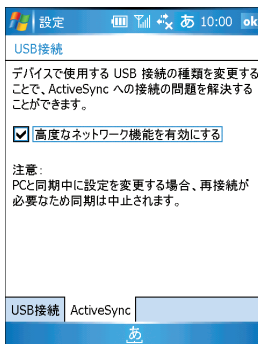 設定 あ 10:00 ok
USB接続
デバイスで使用する USB 接続の種類を変更する
ことで、ActiveSync への接続の問題を解決する
ことができます。
高度なネットワーク機能を有効にする
注意:
PCと同期中に設定を変更する場合、再接続が
必要なため同期は中止されます。
USB接続 ActiveSync
あ